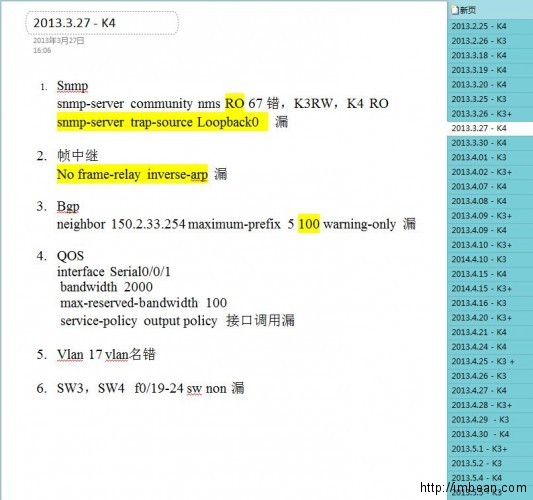 2013.3.27 - K4
2013年3月27日
16:06
1. Snmp
snmp-server community nms RO 67 错，K3RW，K4 RO
snmp-server trap-source Loopback0 漏
2. 帧中继
No frame-relay inverse-arp 漏
3. Bgp
neighbor 150.2.33.254 maximum-prefix 5 100 warning-only 漏
4. QOS
interface Serial0/0/1
bandwidth 2000
max-reserved-bandwidth 100
service-policy output policy 接口调用漏
5. Vlan 17 vlan名错
6. SW3，SW4 f0/19-24 sw non 漏
新页
2013.2.25 - K4
2013.2.26 - K3
2013.3.18 - K4
2013.3.19 - K4
2013.3.20 - K4
2013.3.25 - K3
2013.3.26 - K3+
2013.3.27 - K4
2013.3.30 - K4
2013.4.01 - K3
2013.4.02 - K3+
2013.4.07 - K4
2013.4.08 - K4
2013.4.09 - K3+
2013.4.09 - K4
2013.4.10 - K3+
2014.4.10 - K3
2013.4.15 - K4
2014.4.15 - K3+
2013.4.16 - K3
2013.4.20 - K3+
2013.4.21 - K4
2013.4.24 - K4
2013.4.25 - K3 +
2013.4.26 - K3
2013.4.27 - K4
2013.4.28 - K3+
2013.4.29 - K3
2013.4.30 - K4
2013.5.1 - K3+
2013.5.2 - K3
2013.5.4 - K4
http://imbean.com